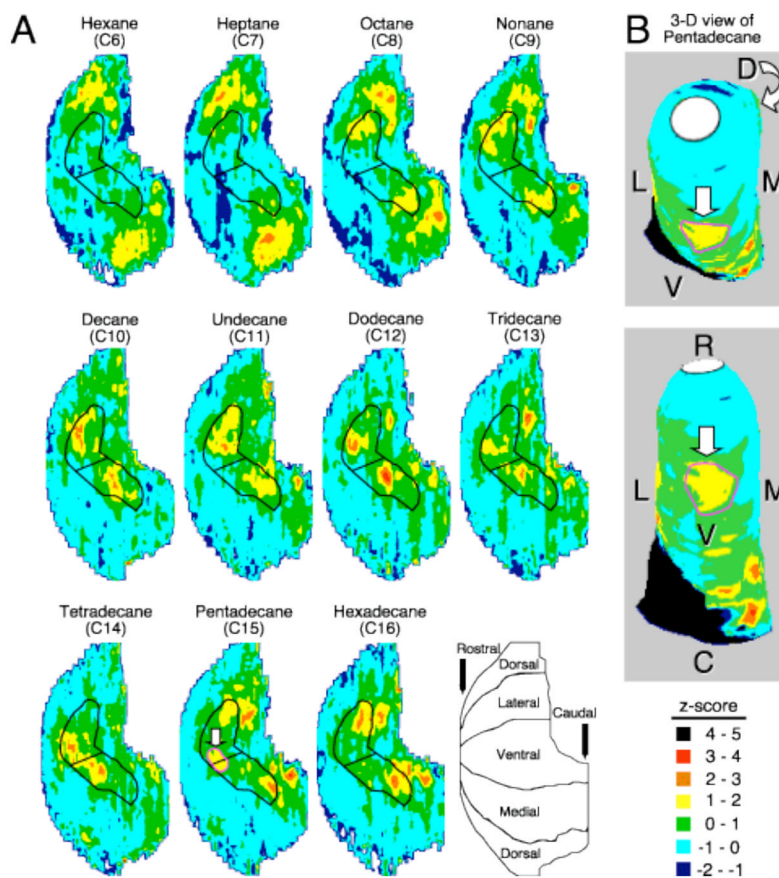 A
Hexane
(C6)
Heptane
(C7)
Octane
(C8)
Nonane
(C9)
Decane
(C10)
Undecane
(C11)
Dodecane
(C12)
Tridecane
(C13)
Tetradecane
(C14)
Pentadecane
(C15)
Hexadecane
(C16)
Rostral
Dorsal
Lateral
Caudal
Ventral
Medial
Dorsal
B
3-D view of
Pentadecane
D
L
M
V
R
L
M
V
C
z-score
4 - 5
3 - 4
2 - 3
1 - 2
0 - 1
-1 - 0
-2 - -1